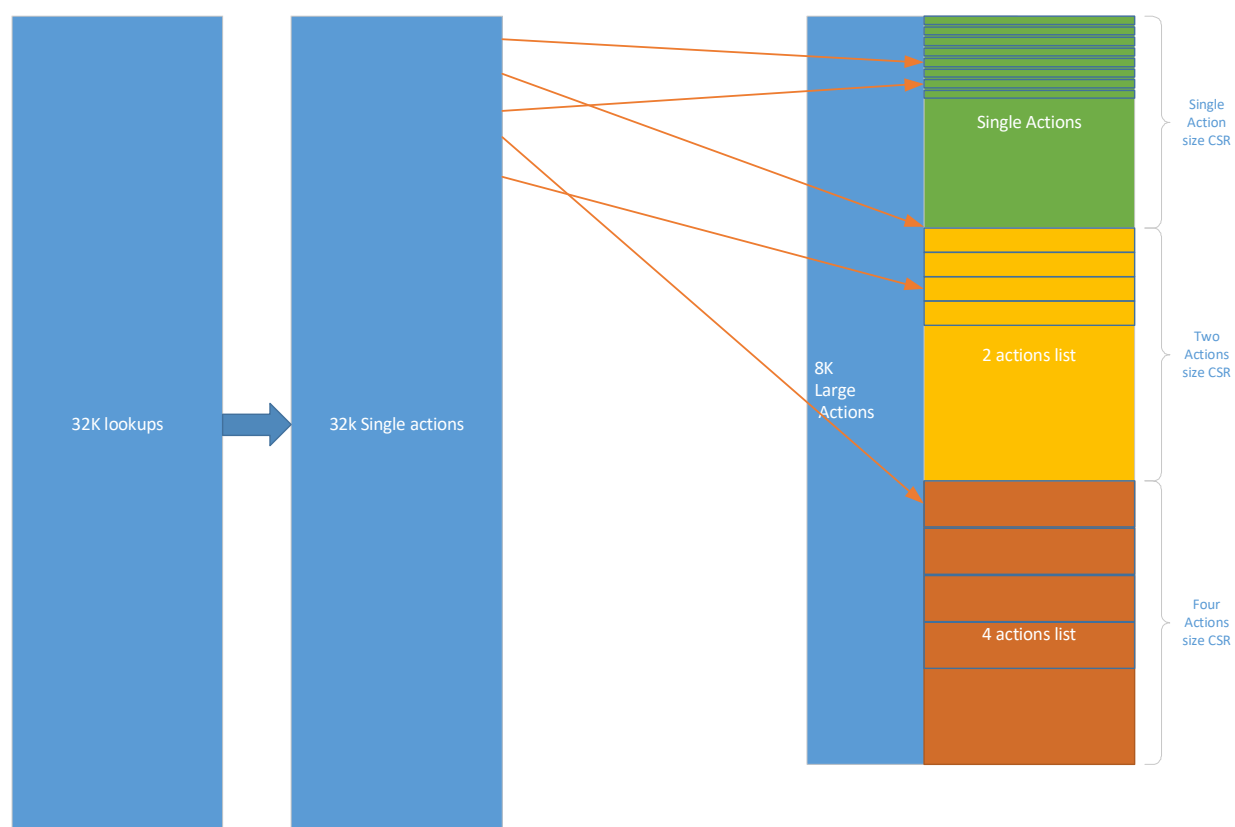 32K lookups
32k Single actions
8K
Large
Actions
Single Actions
2 actions list
4 actions list
Single
Action
size CSR
Two
Actions
size CSR
Four
Actions
size CSR